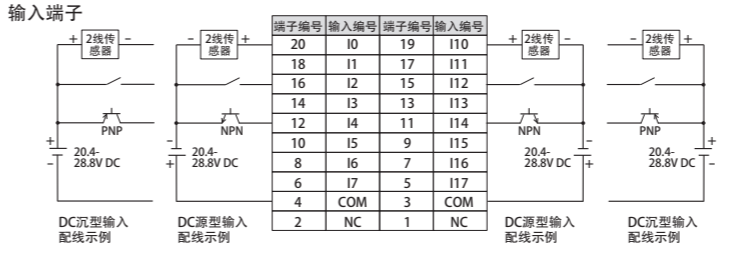 输入端子
+ 2线传感器 −
− 2线传感器 +
PNP
NPN
+
−
20.4-
28.8V DC
−
+
20.4-
28.8V DC
DC沉型输入
配线示例
DC源型输入
配线示例
端子编号 输入编号 端子编号 输入编号
20 I0 19 I10
18 I1 17 I11
16 I2 15 I12
14 I3 13 I13
12 I4 11 I14
10 I5 9 I15
8 I6 7 I16
6 I7 5 I17
4 COM 3 COM
2 NC 1 NC
+ 2线传感器 −
− 2线传感器 +
NPN
PNP
20.4-
28.8V DC
−
+
20.4-
28.8V DC
+
−
DC源型输入
配线示例
DC沉型输入
配线示例